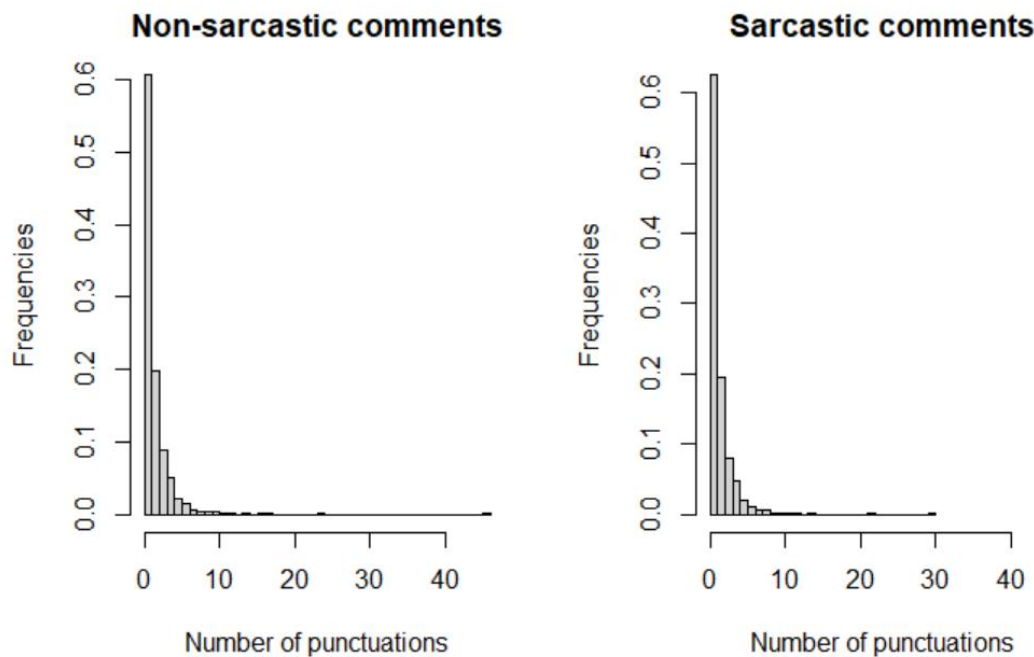 Non-sarcastic comments
Frequencies
0.0 0.1 0.2 0.3 0.4 0.5 0.6
0 10 20 30 40
Number of punctuations
Sarcastic comments
Frequencies
0.0 0.1 0.2 0.3 0.4 0.5 0.6
0 10 20 30 40
Number of punctuations